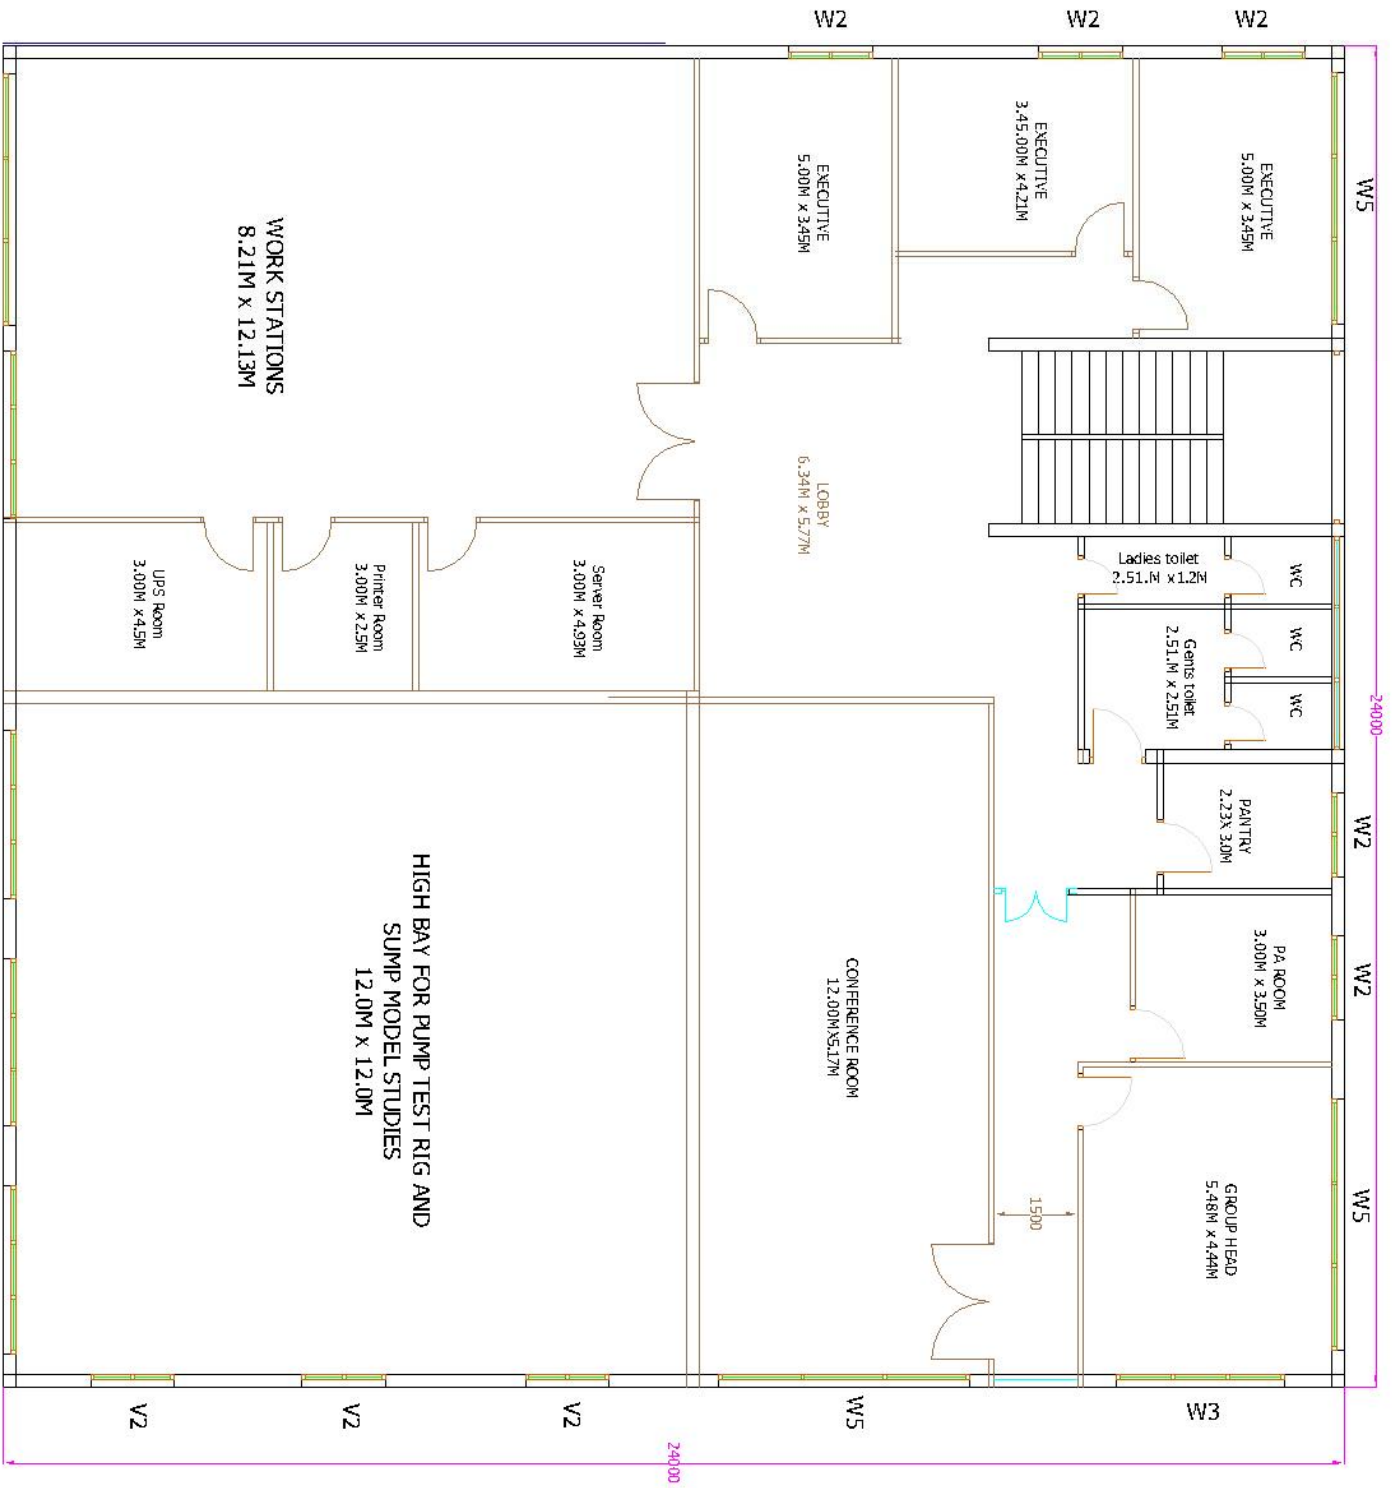 W2
W2
W2
W5
EXECUTIVE
5.00M x 3.45M
EXECUTIVE
3.45.00M x 4.21M
EXECUTIVE
5.00M x 3.45M
WORK STATIONS
8.21M x 12.13M
LOBBY
6.34M x 5.77M
Ladies toilet
2.51.M x1.2M
WC
Gents toilet
2.51.M x 2.51M
WC
WC
24000
UPS Room
3.00M x 4.5M
Printer Room
3.00M x 2.5M
Server Room
3.00M x 4.93M
PANTRY
2.23X 3.0M
W2
PA ROOM
3.00M x 3.50M
W2
HIGH BAY FOR PUMP TEST RIG AND
SUMP MODEL STUDIES
12.0M x 12.0M
CONFERENCE ROOM
12.00MX5.17M
1500
GROUP HEAD
5.48M x 4.44M
W5
V2
V2
V2
W5
W3
24000